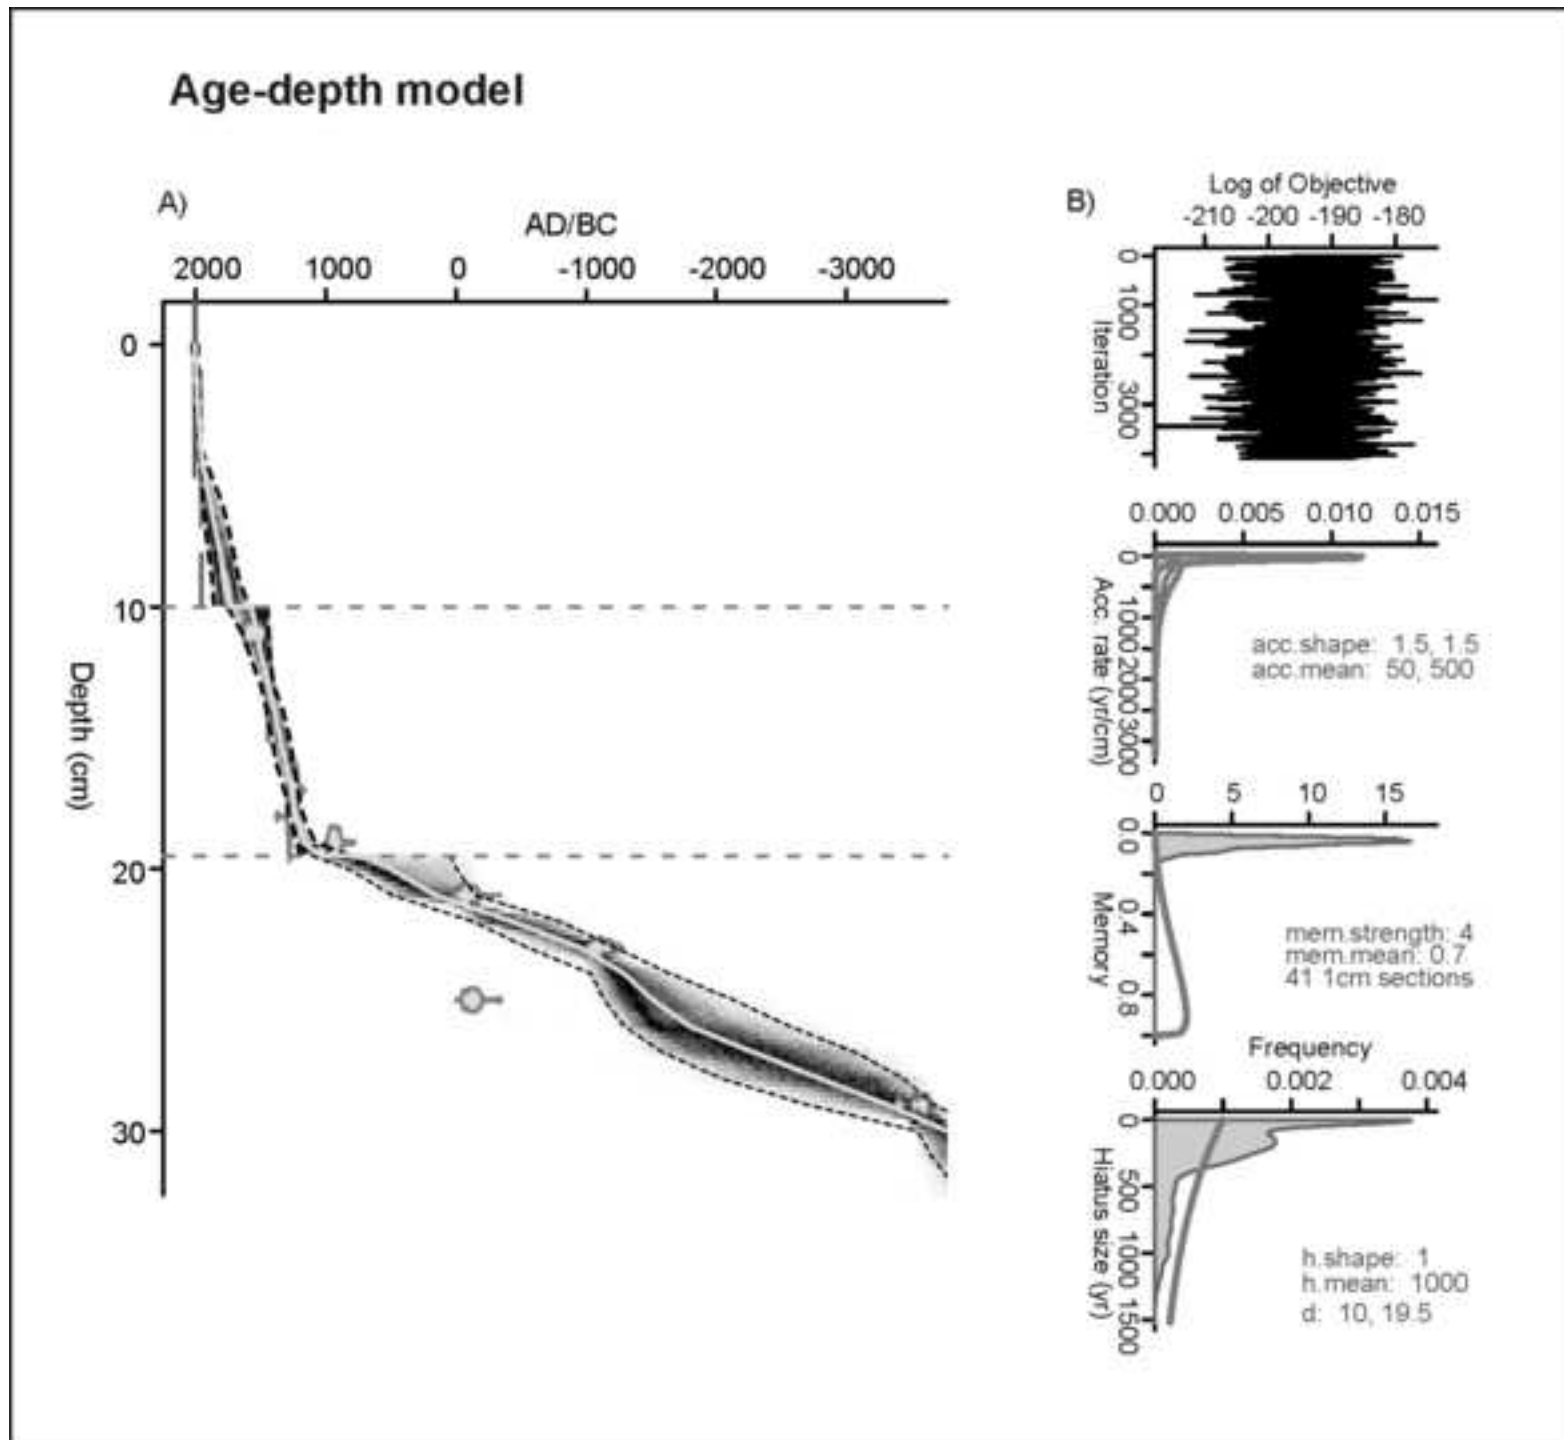 Age-depth model
A)
AD/BC
2000 1000 0 -1000 -2000 -3000
0
10
20
30
Depth (cm)
B)
Log of Objective
-210 -200 -190 -180
0 1000 3000
Iteration
0.000 0.005 0.010 0.015
0 1000 2000 3000
Acc. rate (yr/cm)
acc.shape: 1.5, 1.5
acc.mean: 50, 500
0 5 10 15
0.0 0.4 0.8
Memory
mem.strength: 4
mem.mean: 0.7
41 1cm sections
Frequency
0.000 0.002 0.004
0 500 1000 1500
Hiatus size (yr)
h.shape: 1
h.mean: 1000
d: 10, 19.5